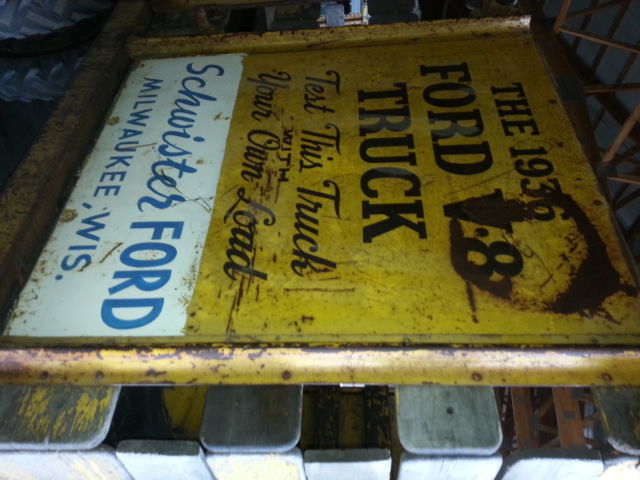 THE 1936
FORD V-8
TRUCK
Test This Truck
WITH
Your Own Load
Schwister FORD
MILWAUKEE, WIS.